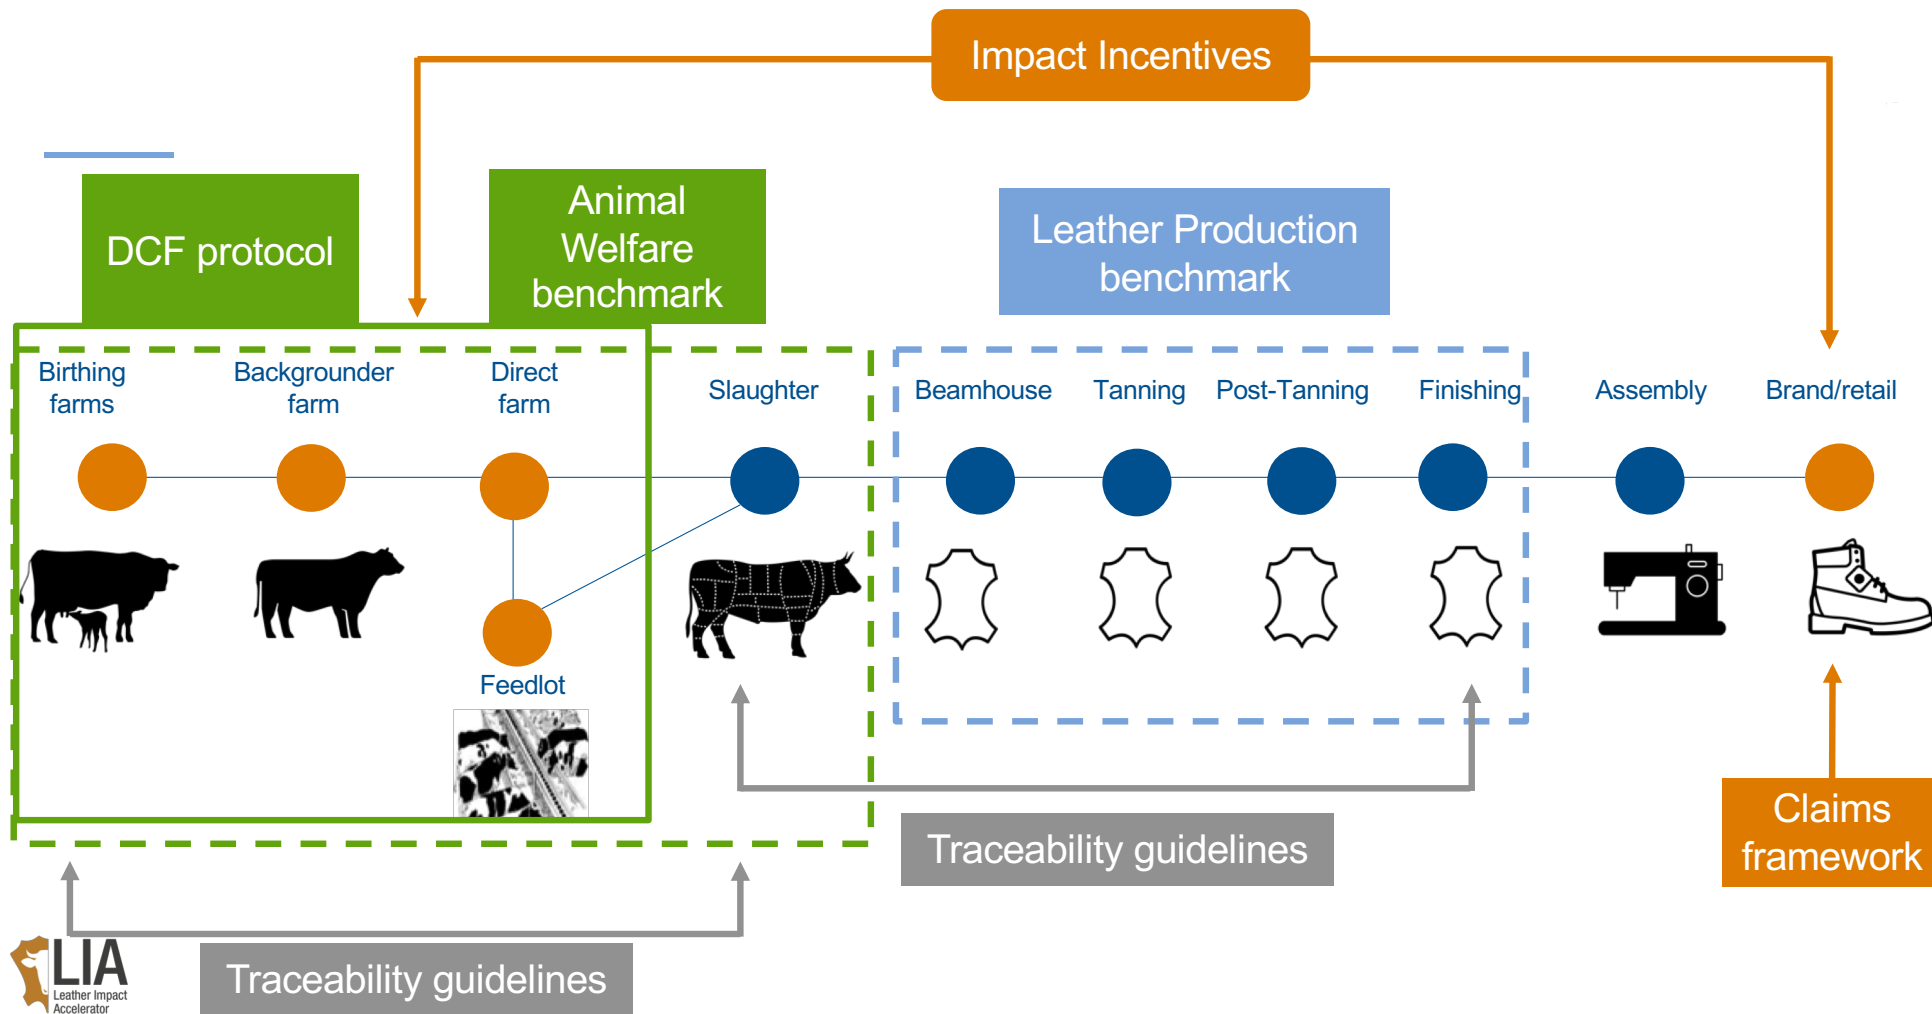 Impact Incentives
DCF protocol
Animal
Welfare
benchmark
Leather Production
benchmark
Birthing
farms
Backgrounder
farm
Direct
farm
Slaughter
Beamhouse
Tanning
Post-Tanning
Finishing
Assembly
Brand/retail
Feedlot
Traceability guidelines
Claims
framework
Traceability guidelines
LIA
Leather Impact
Accelerator